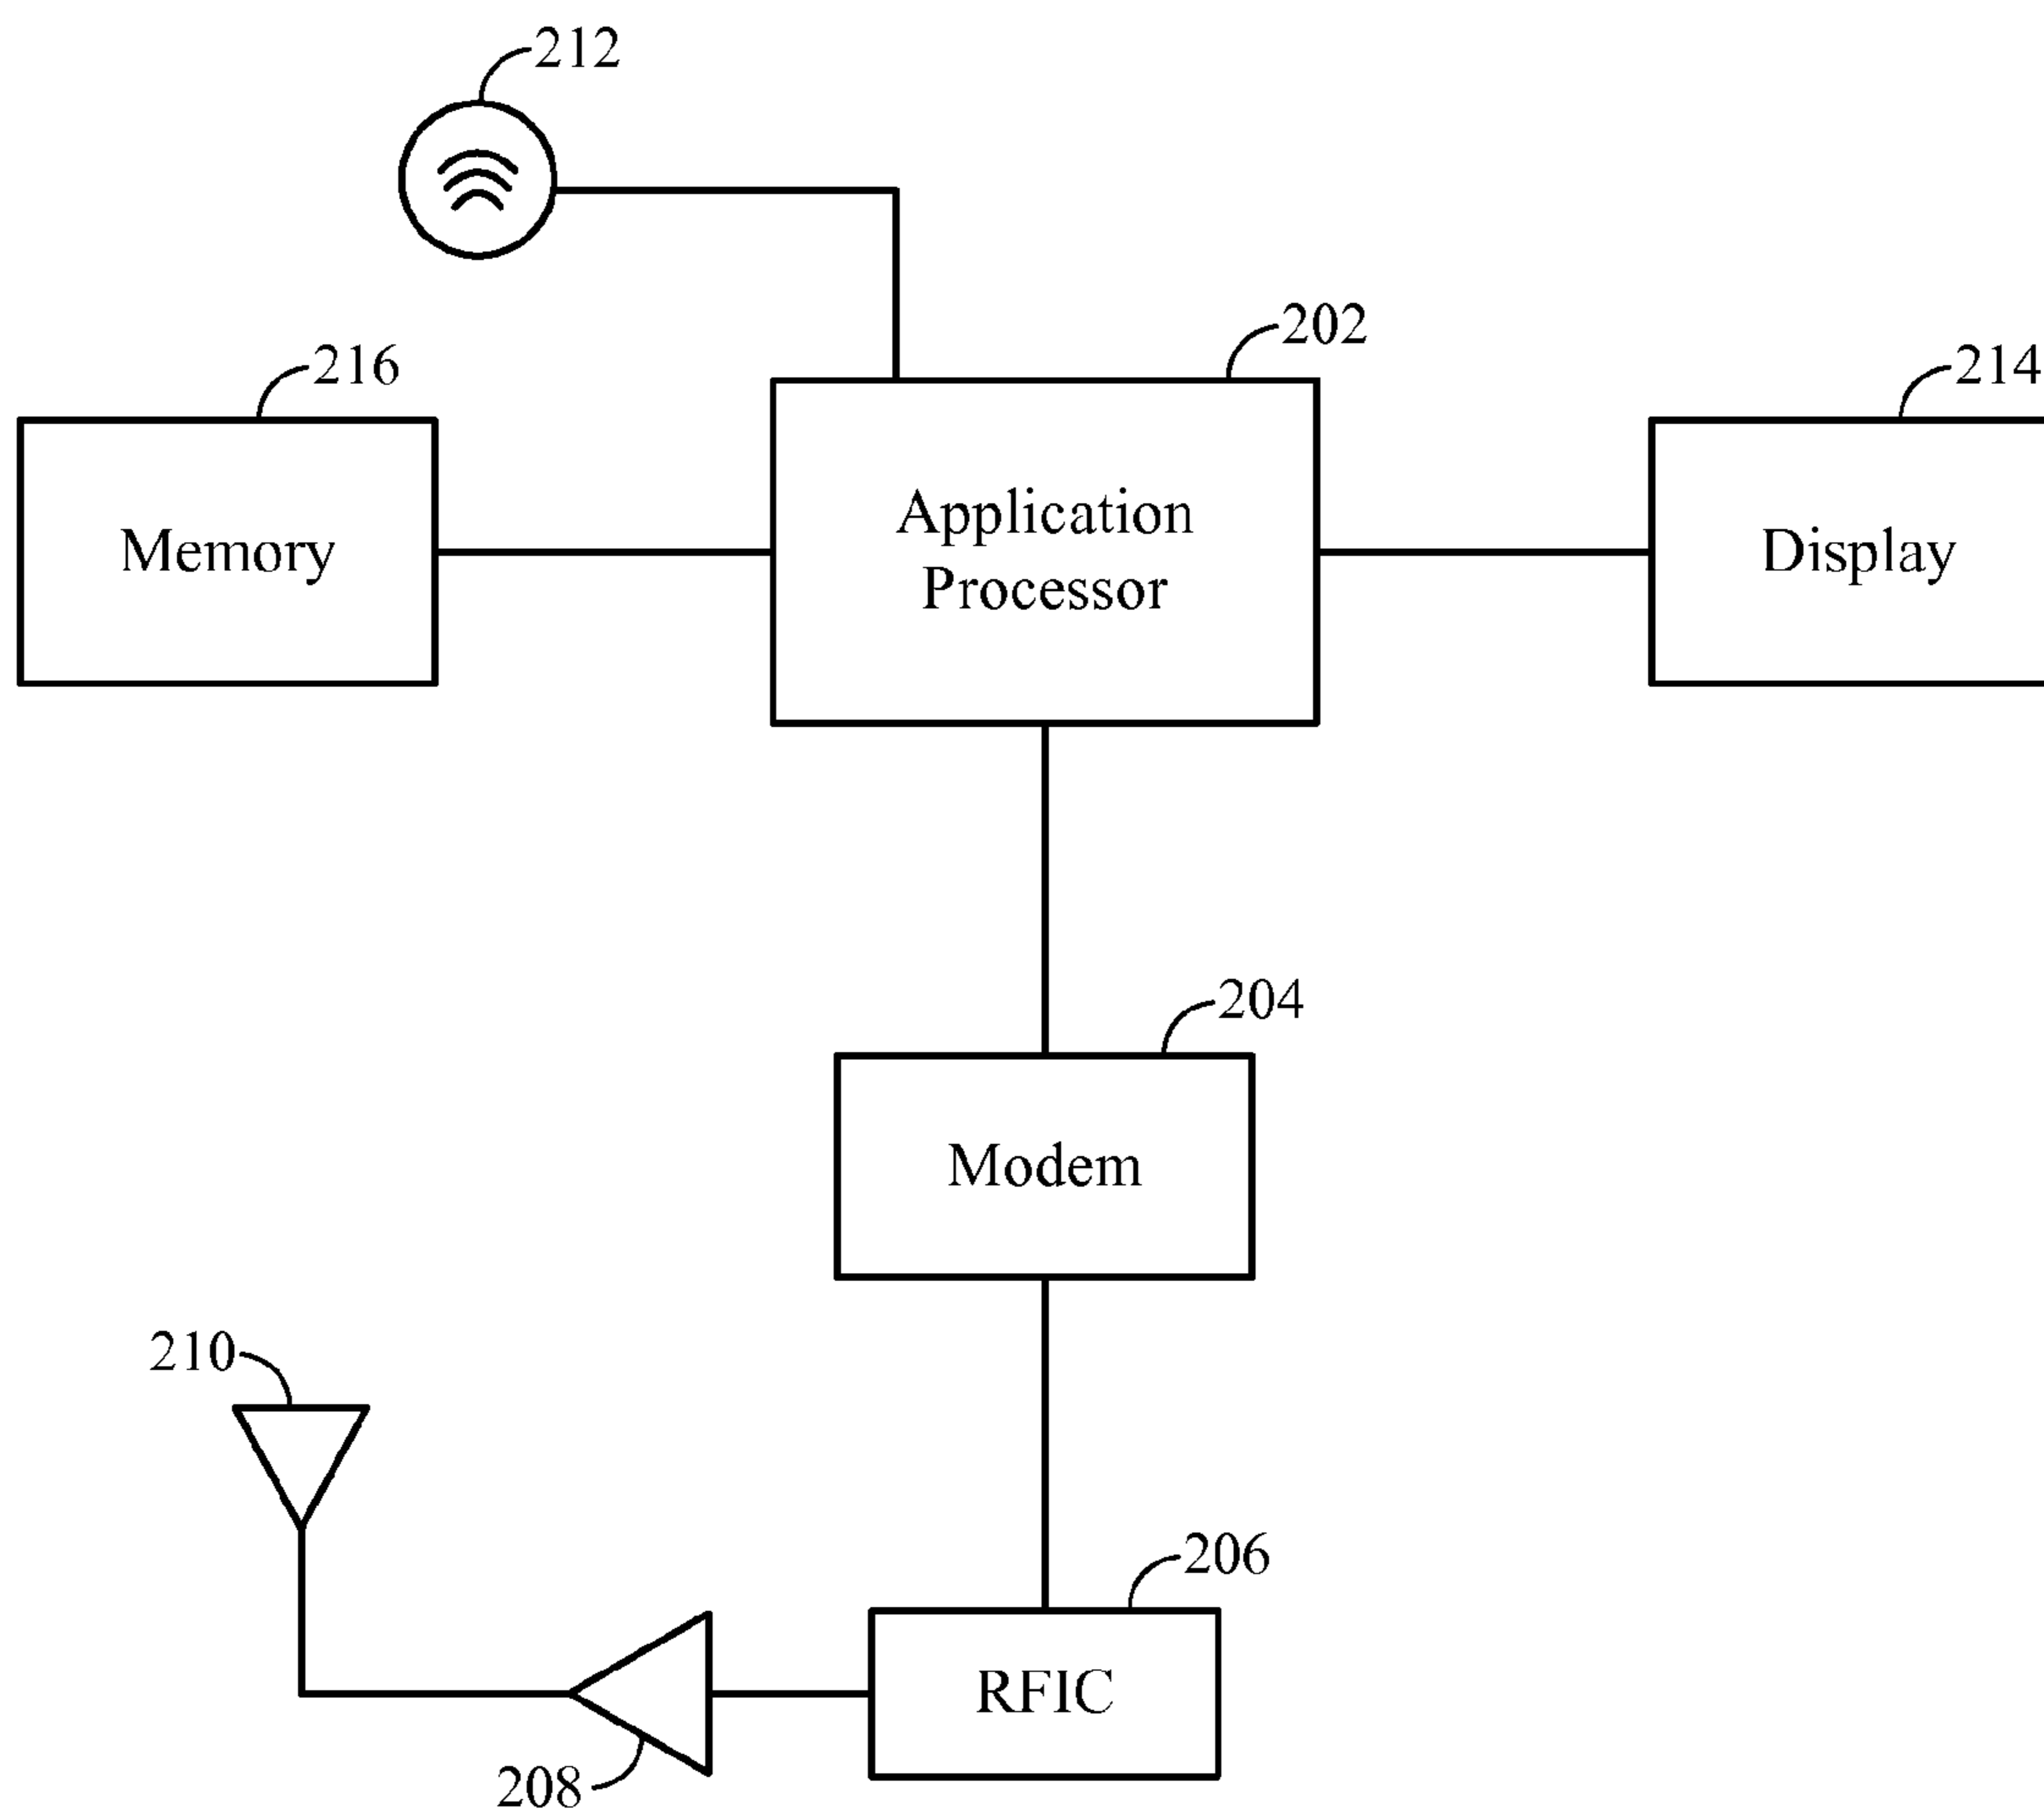 212
202
216
214
Application
Processor
Memory
Display
204
Modem
210
206
RFIC
208